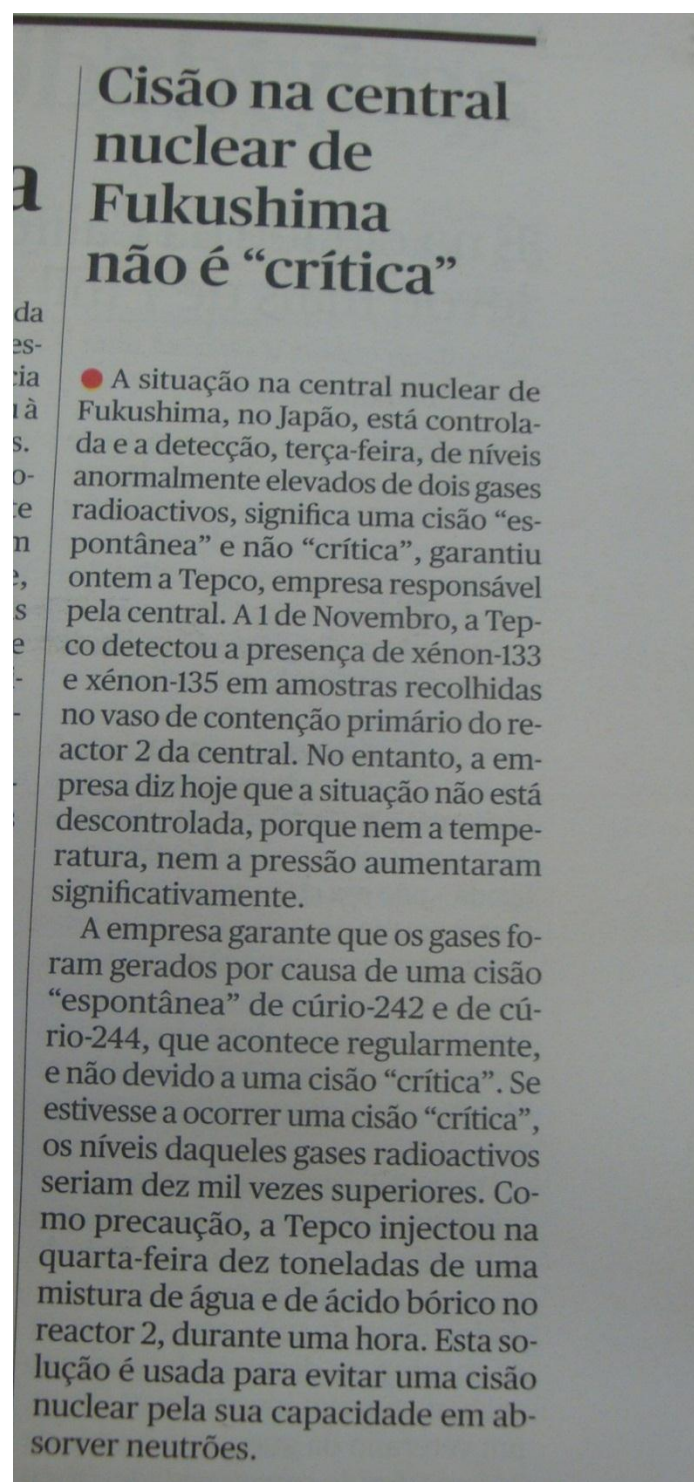 Cisão na central
nuclear de
Fukushima
não é “crítica”
● A situação na central nuclear de
Fukushima, no Japão, está controla-
da e a detecção, terça-feira, de níveis
anormalmente elevados de dois gases
radioactivos, significa uma cisão “es-
pontânea” e não “crítica”, garantiu
ontem a Tepco, empresa responsável
pela central. A 1 de Novembro, a Tep-
co detectou a presença de xénon-133
e xénon-135 em amostras recolhidas
no vaso de contenção primário do re-
actor 2 da central. No entanto, a em-
presa diz hoje que a situação não está
descontrolada, porque nem a tempe-
ratura, nem a pressão aumentaram
significativamente.
A empresa garante que os gases fo-
ram gerados por causa de uma cisão
“espontânea” de cúrio-242 e de cú-
rio-244, que acontece regularmente,
e não devido a uma cisão “crítica”. Se
estivesse a ocorrer uma cisão “crítica”,
os níveis daqueles gases radioactivos
seriam dez mil vezes superiores. Co-
mo precaução, a Tepco injectou na
quarta-feira dez toneladas de uma
mistura de água e de ácido bórico no
reactor 2, durante uma hora. Esta so-
lução é usada para evitar uma cisão
nuclear pela sua capacidade em ab-
sorver neutrões.